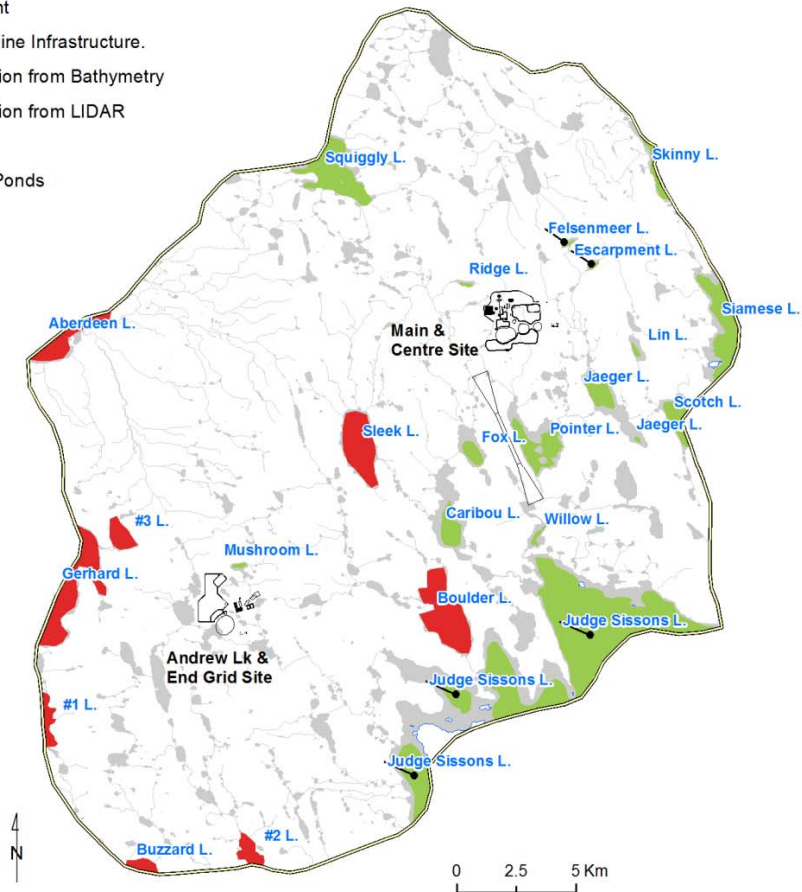 nt
ine Infrastructure.
ion from Bathymetry
ion from LIDAR
Ponds
Squiggly L.
Skinny L.
Felsenmeer L.
Escarpment L.
Ridge L.
Siamese L.
Aberdeen L.
Main &
Centre Site
Lin L.
Jaeger L.
Scotch L.
Sleek L.
Fox L.
Pointer L.
Jaeger L.
Caribou L.
Willow L.
#3 L.
Mushroom L.
Gerhard L.
Boulder L.
Judge Sissons L.
Andrew Lk &
End Grid Site
Judge Sissons L.
#1 L.
Judge Sissons L.
#2 L.
Buzzard L.
N
0 2.5 5 Km